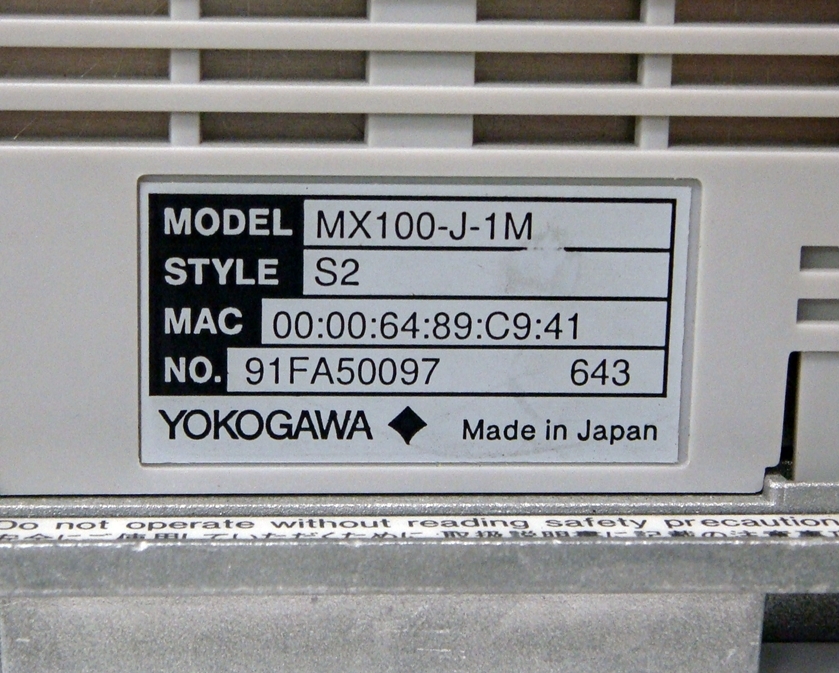 MODEL MX100-J-1M
STYLE S2
MAC 00:00:64:89:C9:41
NO. 91FA50097 643
YOKOGAWA Made in Japan
Do not operate without reading safety precaution